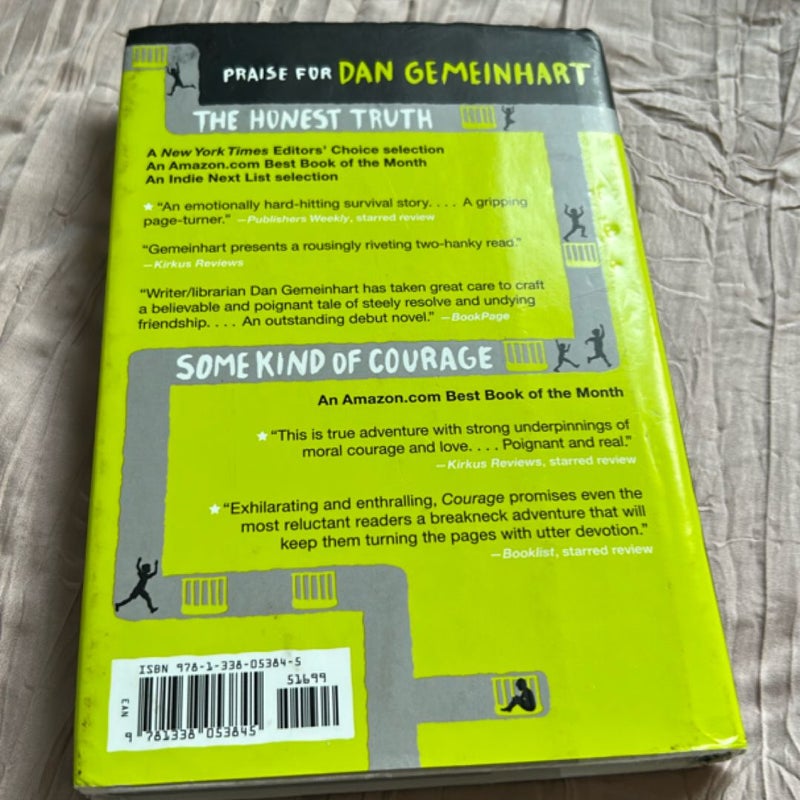 PRAISE FOR DAN GEMEINHART
THE HONEST TRUTH
A New York Times Editors' Choice selection
An Amazon.com Best Book of the Month
An Indie Next List selection
★ "An emotionally hard-hitting survival story. . . . A gripping
page-turner." —Publishers Weekly, starred review
"Gemeinhart presents a rousingly riveting two-hanky read."
—Kirkus Reviews
"Writer/librarian Dan Gemeinhart has taken great care to craft
a believable and poignant tale of steely resolve and undying
friendship. . . . An outstanding debut novel." —BookPage
SOME KIND OF COURAGE
An Amazon.com Best Book of the Month
★ "This is true adventure with strong underpinnings of
moral courage and love. . . . Poignant and real."
—Kirkus Reviews, starred review
★ "Exhilarating and enthralling, Courage promises even the
most reluctant readers a breakneck adventure that will
keep them turning the pages with utter devotion."
—Booklist, starred review
ISBN 978-1-338-05384-5
51699
EAN
9 781338 053845